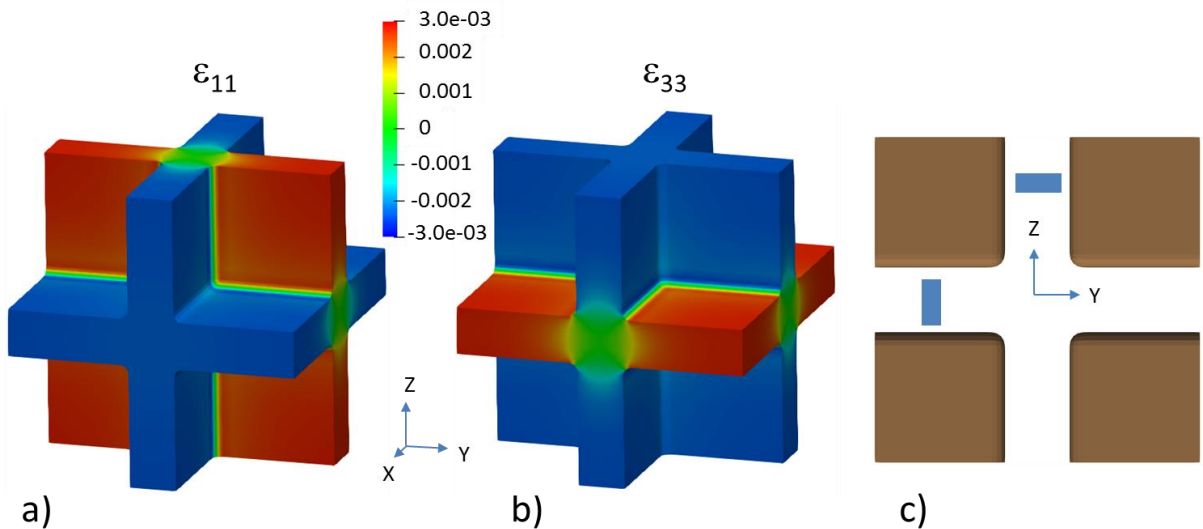 ε11
3.0e-03
0.002
0.001
0
-0.001
-0.002
-3.0e-03
ε33
Z
Y
X
Z
Y
a)
b)
c)